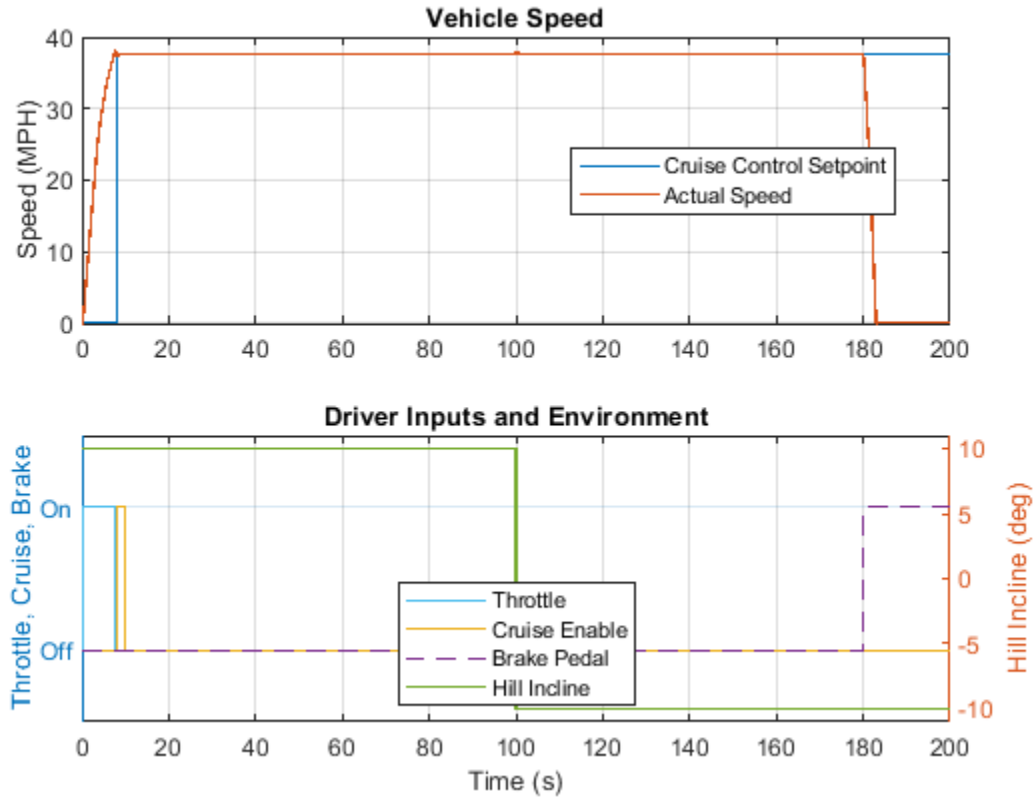 Vehicle Speed
Speed (MPH)
40
30
20
10
0
Cruise Control Setpoint
Actual Speed
0 20 40 60 80 100 120 140 160 180 200
Driver Inputs and Environment
Throttle, Cruise, Brake
On
Off
Throttle
Cruise Enable
Brake Pedal
Hill Incline
10
5
0
-5
-10
Hill Incline (deg)
0 20 40 60 80 100 120 140 160 180 200
Time (s)